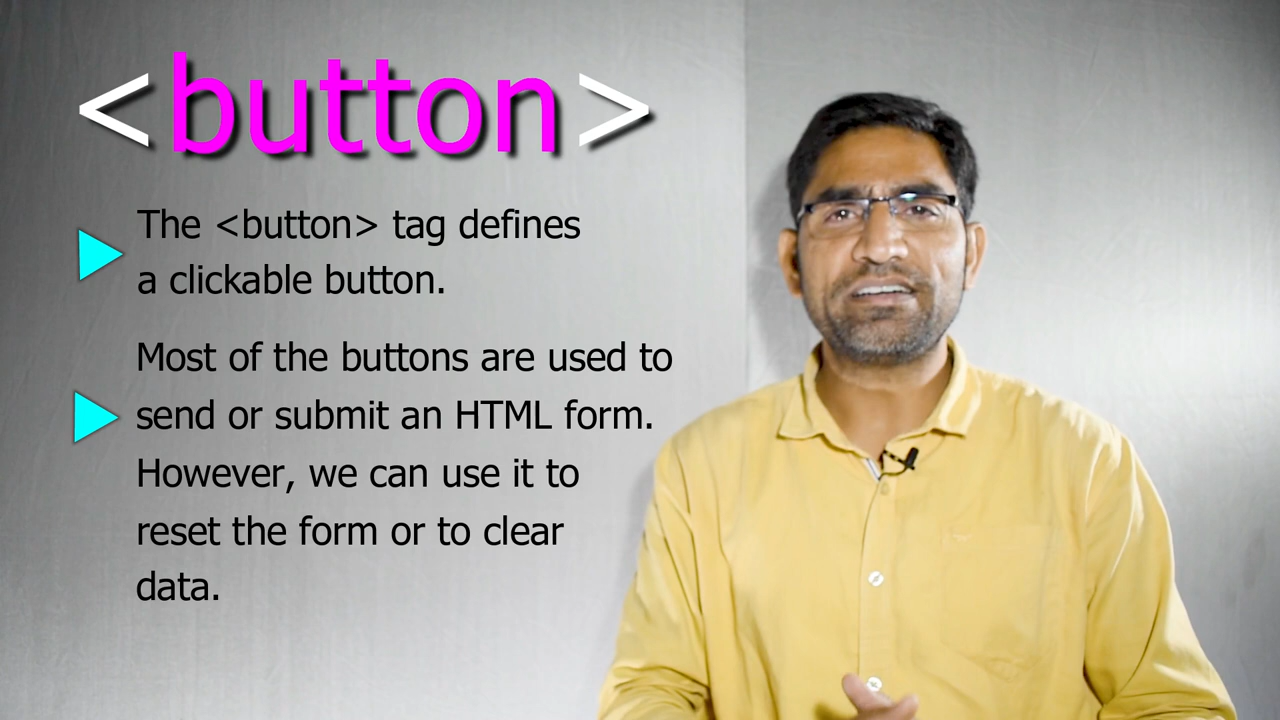 <button>
The <button> tag defines
a clickable button.
Most of the buttons are used to
send or submit an HTML form.
However, we can use it to
reset the form or to clear
data.